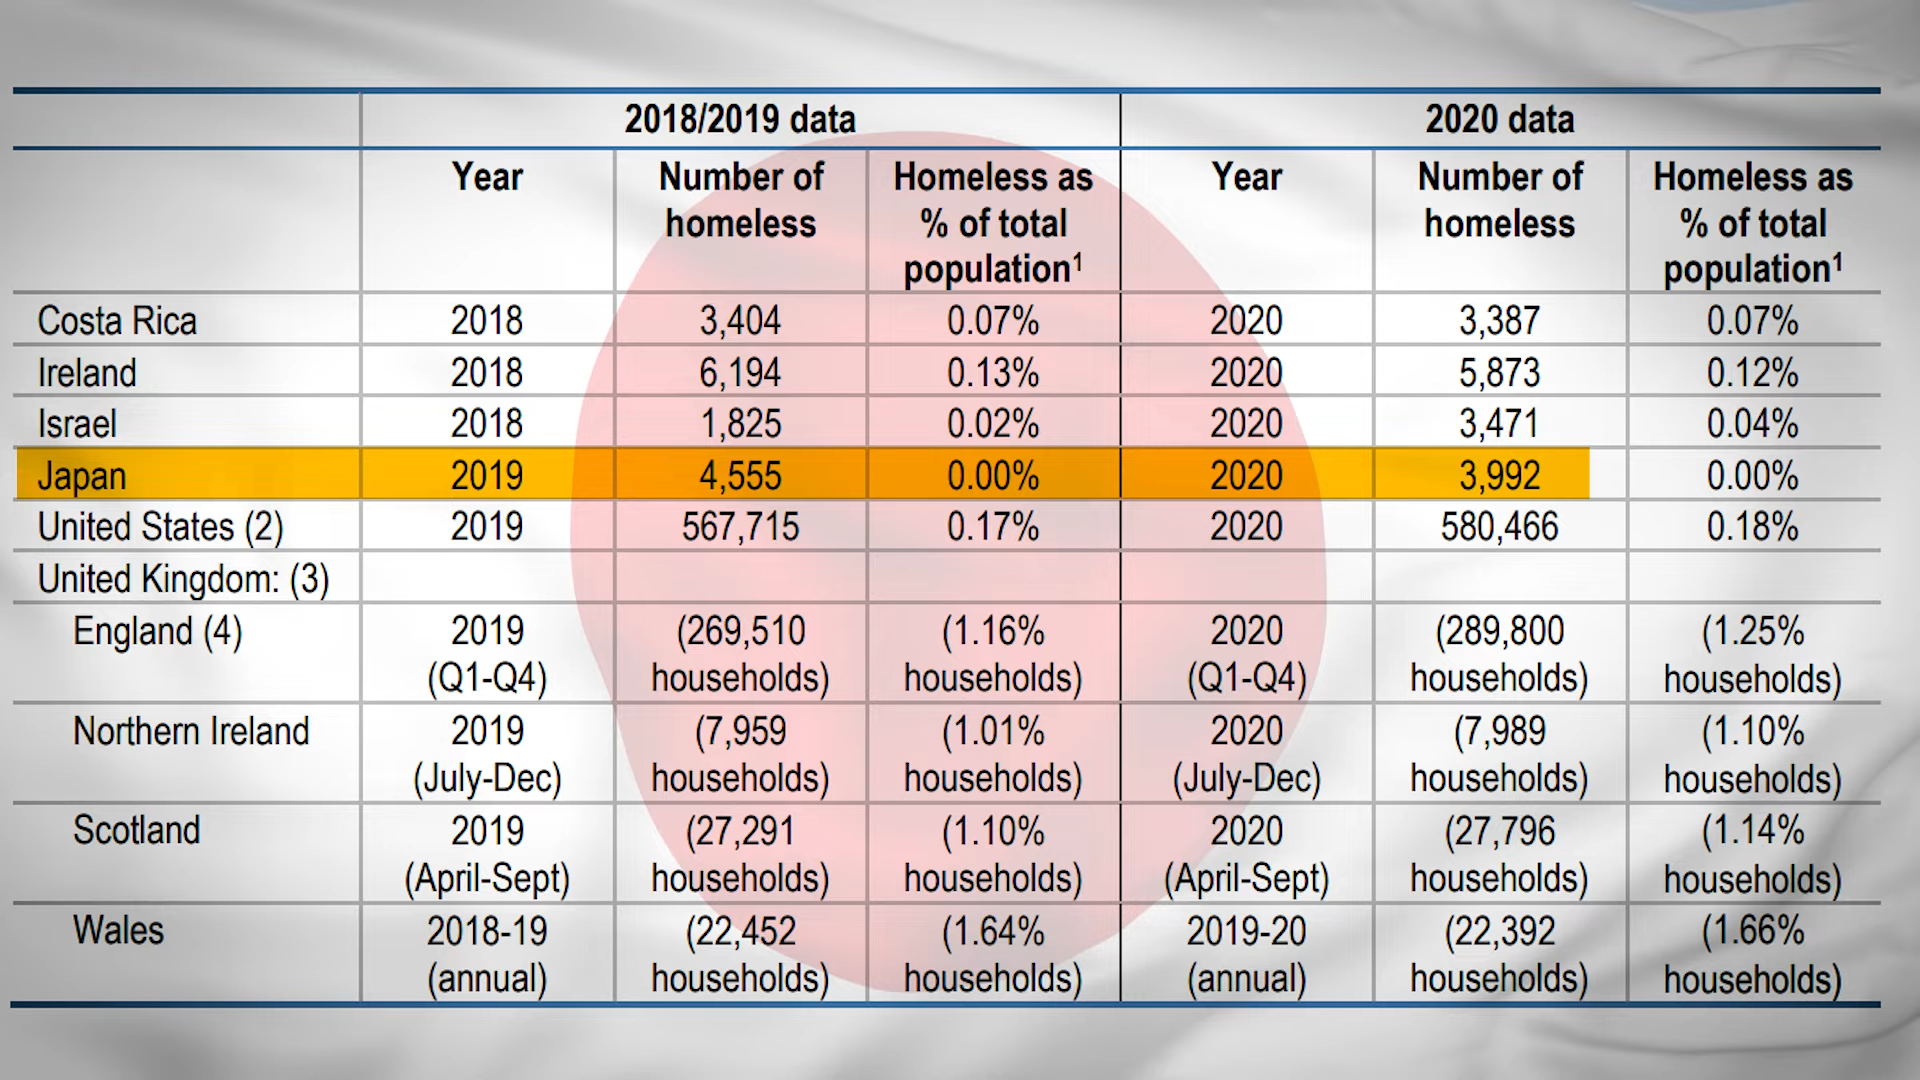 2018/2019 data 2020 data
Year Number of homeless Homeless as % of total population¹ Year Number of homeless Homeless as % of total population¹
Costa Rica 2018 3,404 0.07% 2020 3,387 0.07%
Ireland 2018 6,194 0.13% 2020 5,873 0.12%
Israel 2018 1,825 0.02% 2020 3,471 0.04%
Japan 2019 4,555 0.00% 2020 3,992 0.00%
United States (2) 2019 567,715 0.17% 2020 580,466 0.18%
United Kingdom: (3)
England (4) 2019 (Q1-Q4) (269,510 households) (1.16% households) 2020 (Q1-Q4) (289,800 households) (1.25% households)
Northern Ireland 2019 (July-Dec) (7,959 households) (1.01% households) 2020 (July-Dec) (7,989 households) (1.10% households)
Scotland 2019 (April-Sept) (27,291 households) (1.10% households) 2020 (April-Sept) (27,796 households) (1.14% households)
Wales 2018-19 (annual) (22,452 households) (1.64% households) 2019-20 (annual) (22,392 households) (1.66% households)